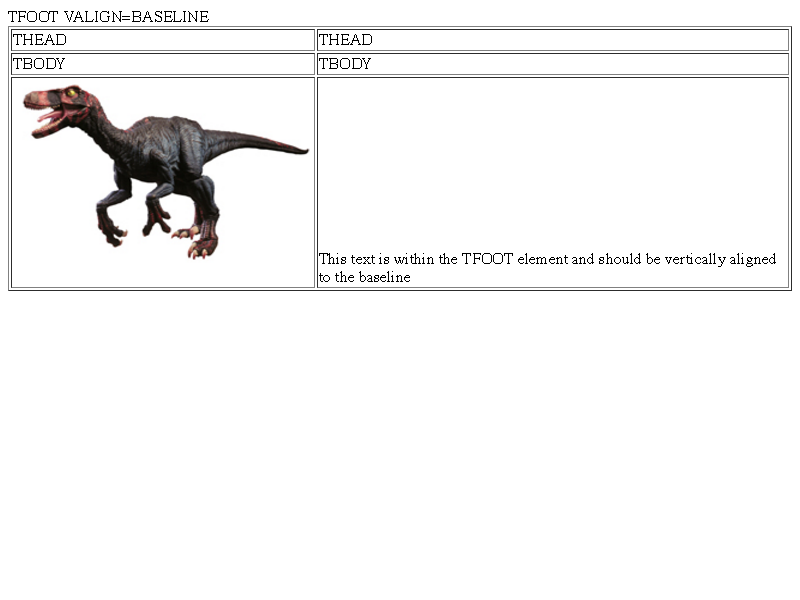 TFOOT VALIGN=BASELINE
THEAD THEAD
TBODY TBODY
This text is within the TFOOT element and should be vertically aligned
to the baseline